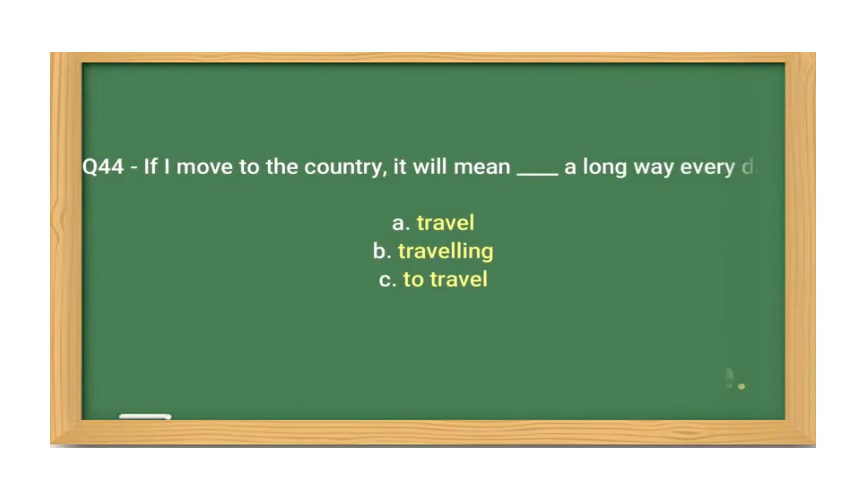 Q44 - If I move to the country, it will mean ____ a long way every
a. travel
b. travelling
c. to travel